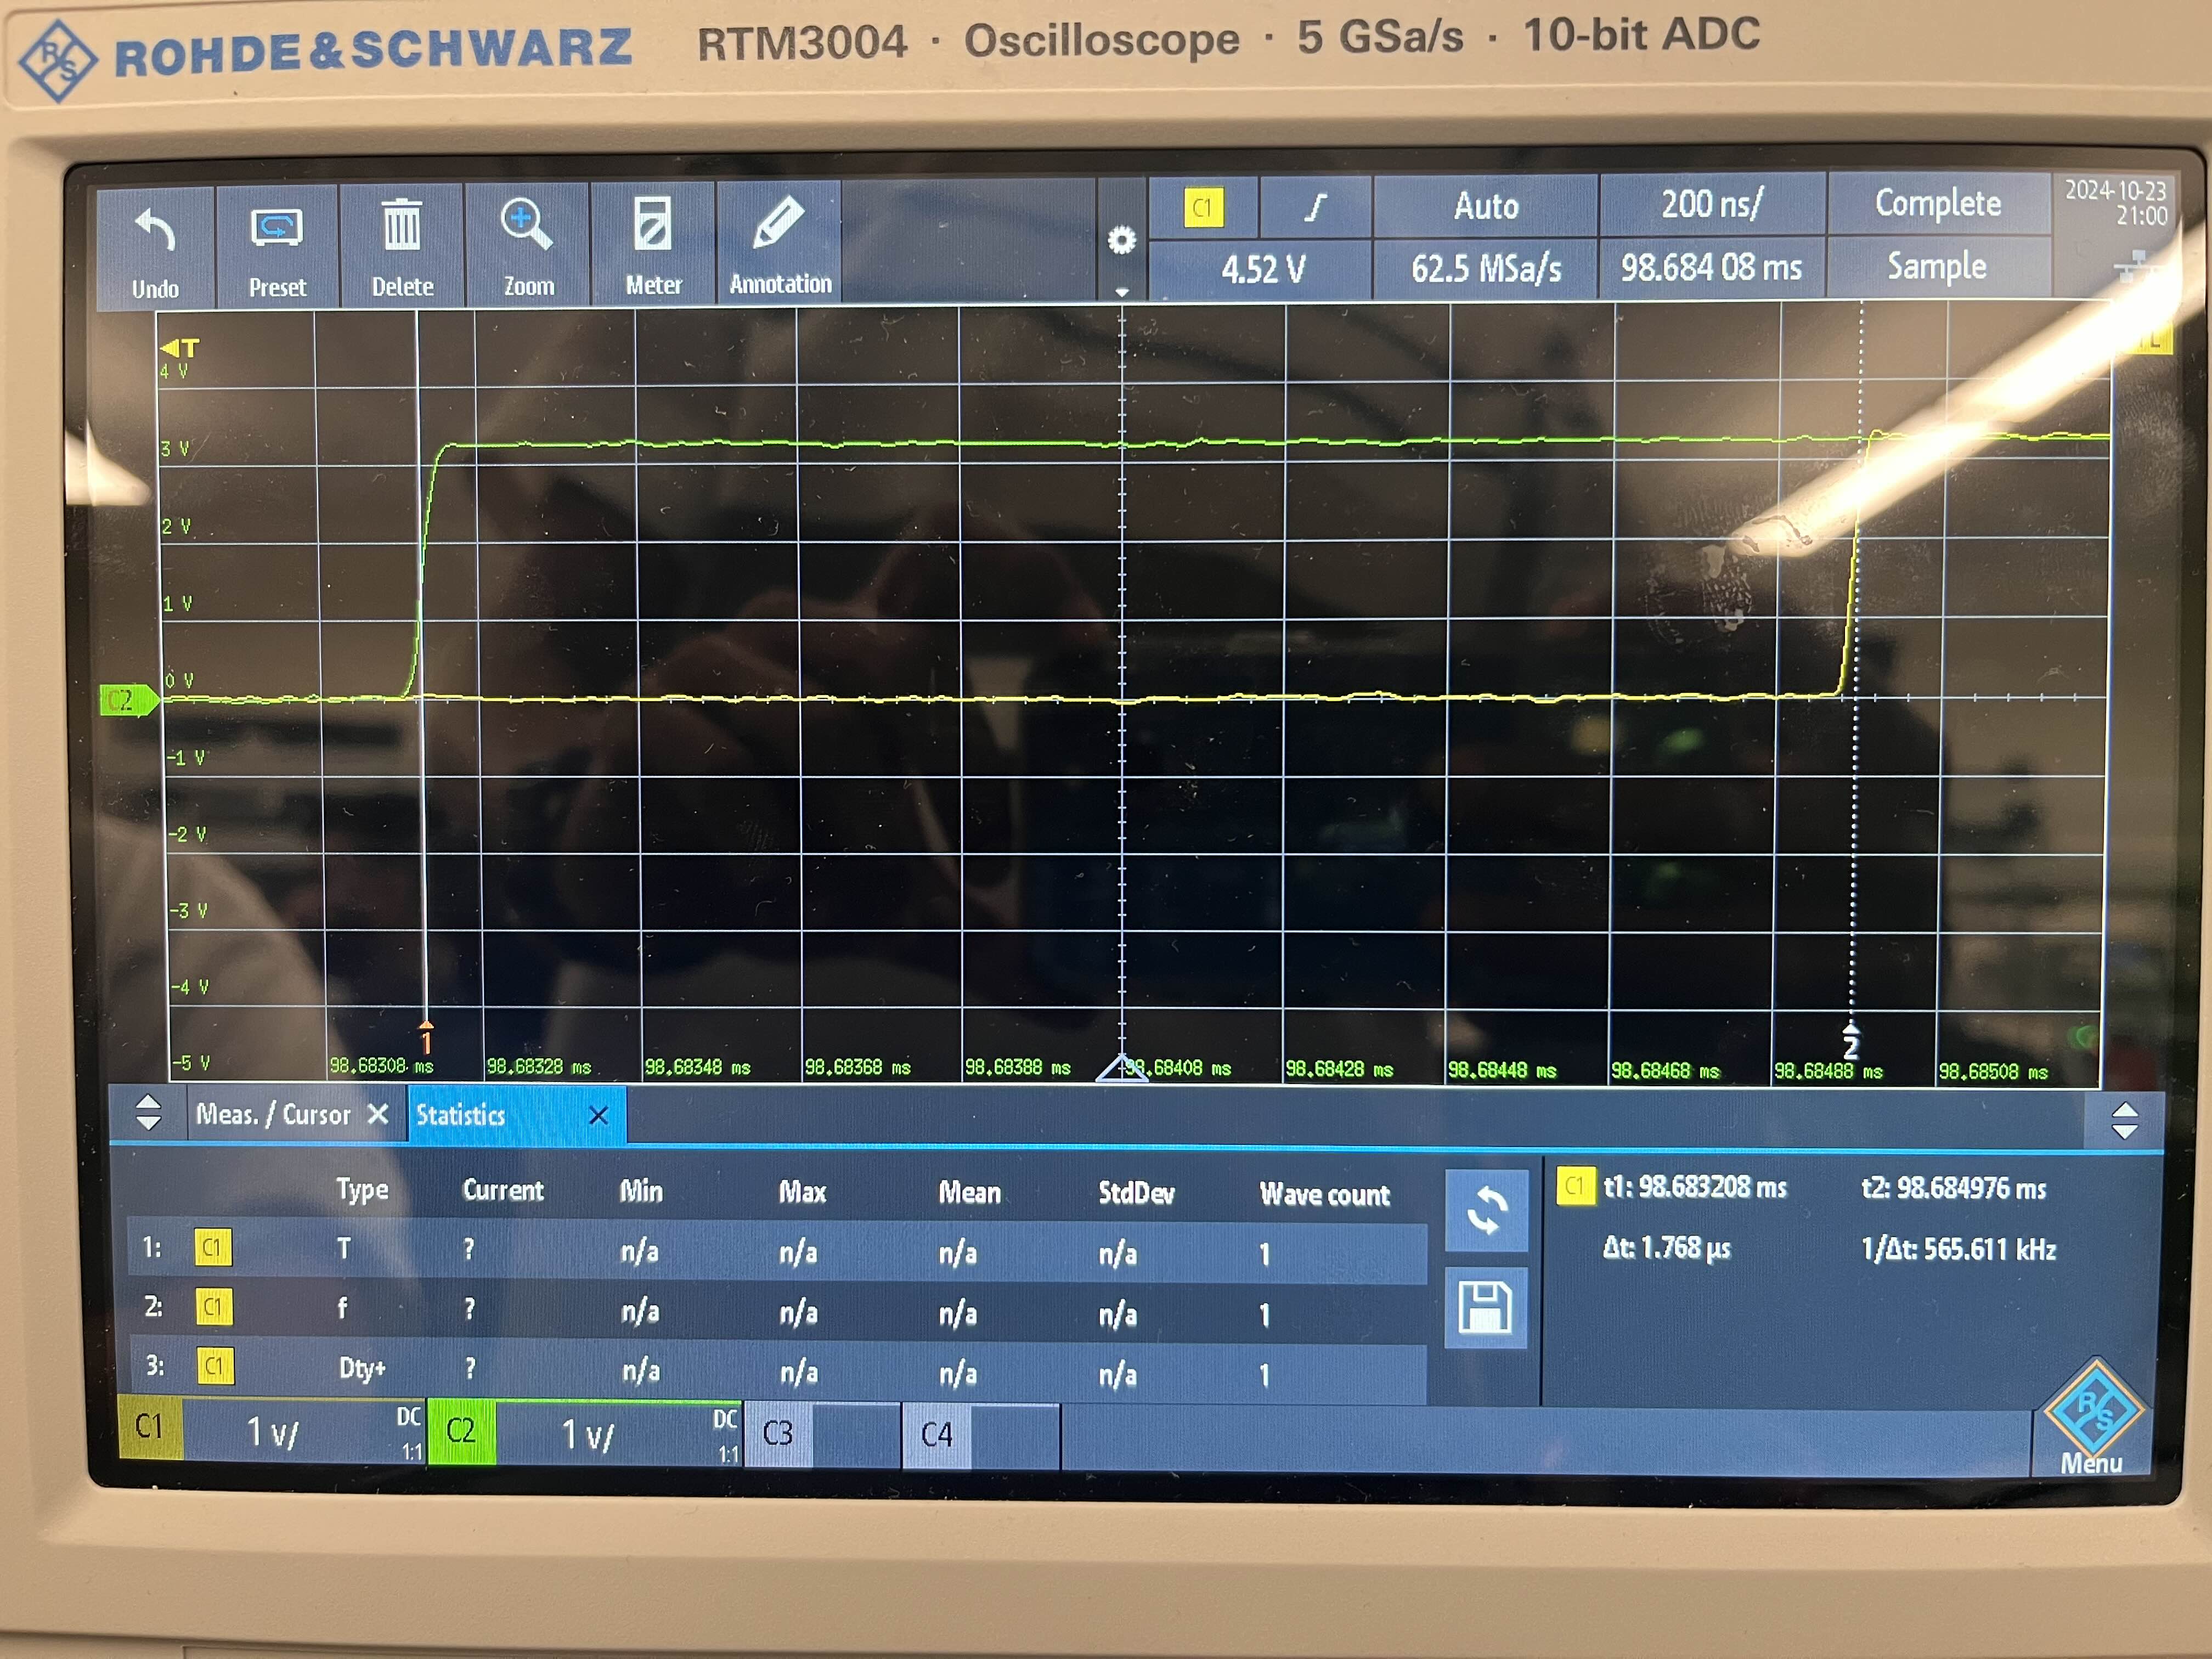 ROHDE&SCHWARZ RTM3004 · Oscilloscope · 5 GSa/s · 10-bit ADC
Undo Preset Delete Zoom Meter Annotation
C1 Auto 200 ns/ Complete 2024-10-23
21:00
4.52 V 62.5 MSa/s 98.684 08 ms Sample
T
4 V
3 V
2 V
1 V
0 V
C2
-1 V
-2 V
-3 V
-4 V
1 2
-5 V 98.68308 ms 98.68328 ms 98.68348 ms 98.68368 ms 98.68388 ms 98.68408 ms 98.68428 ms 98.68448 ms 98.68468 ms 98.68488 ms 98.68508 ms
Meas. / Cursor Statistics
Type Current Min Max Mean StdDev Wave count
1: C1 T ? n/a n/a n/a n/a 1
2: C1 f ? n/a n/a n/a n/a 1
3: C1 Dty+ ? n/a n/a n/a n/a 1
C1 t1: 98.683208 ms t2: 98.684976 ms
Δt: 1.768 µs 1/Δt: 565.611 kHz
C1 1 V/ DC 1:1 C2 1 V/ DC 1:1 C3 C4
R/S
Menu